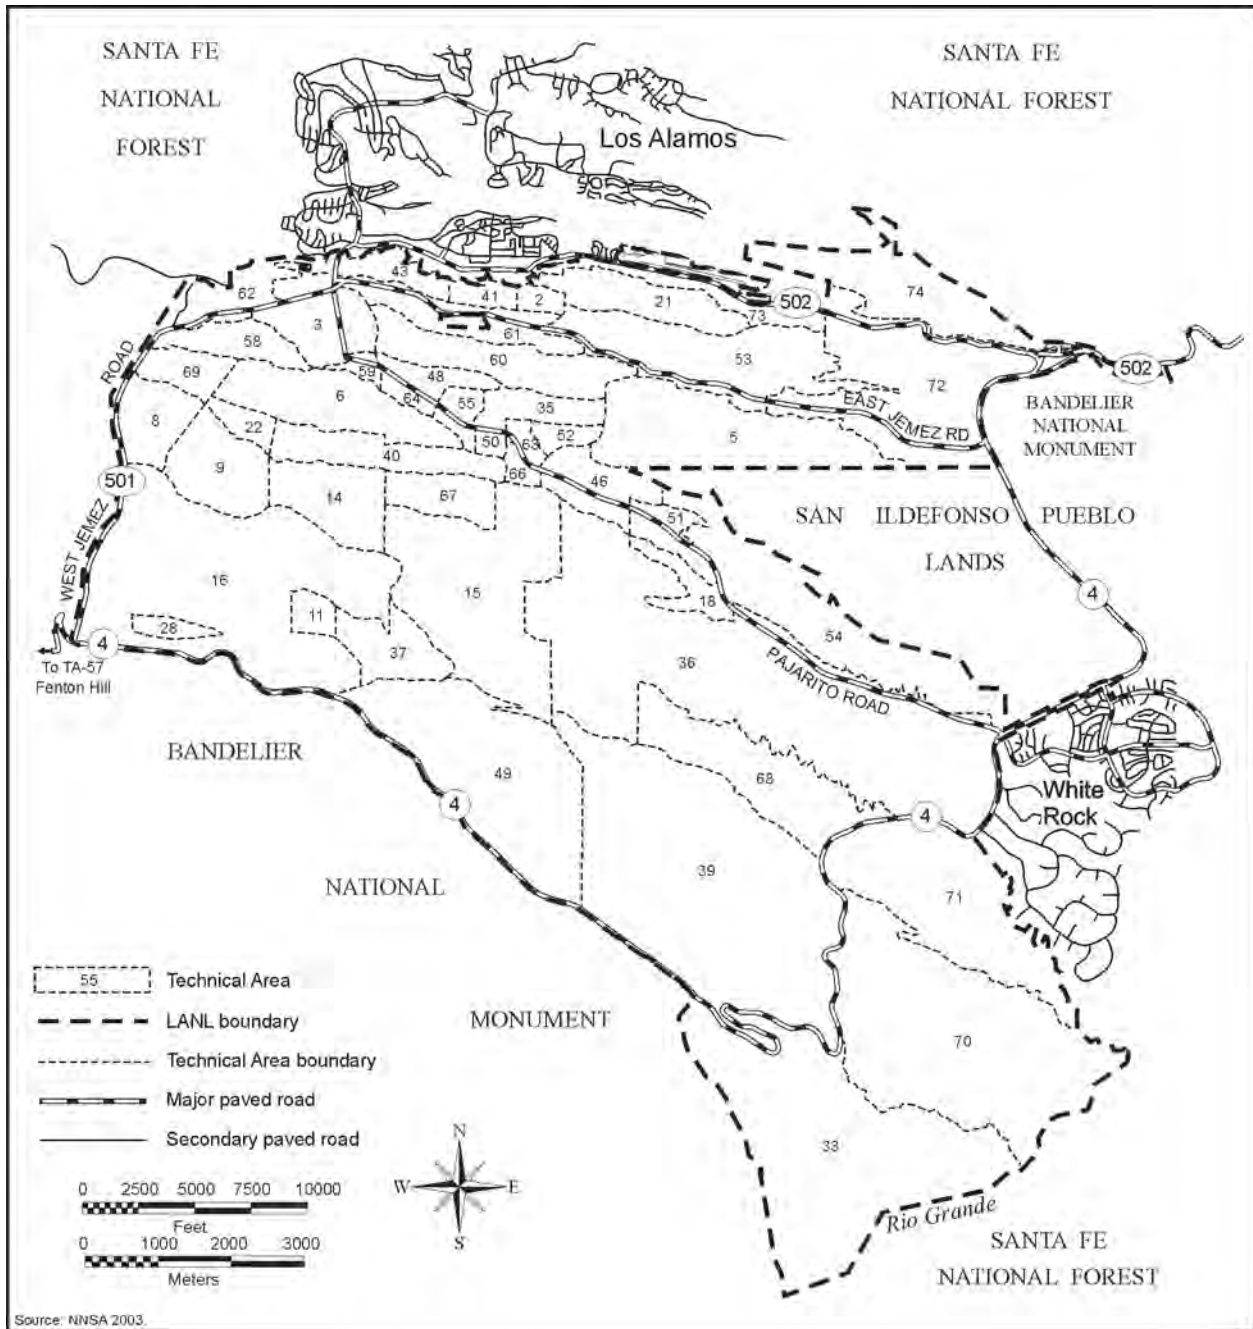 SANTA FE
NATIONAL
FOREST
SANTA FE
NATIONAL FOREST
Los Alamos
74
43
62
41
2
21
73
502
3
61
53
58
60
502
72
69
59
48
6
64
55
35
EAST JEMEZ RD
BANDELIER
NATIONAL
MONUMENT
ROAD
8
22
50
63
52
5
40
9
66
46
501
14
67
51
SAN ILDEFONSO PUEBLO
LANDS
WEST JEMEZ
16
15
4
11
18
28
54
4
37
36
To TA-57
Fenton Hill
PAJARITO ROAD
BANDELIER
49
68
White
Rock
4
4
NATIONAL
39
71
55
Technical Area
LANL boundary
MONUMENT
Technical Area boundary
70
Major paved road
Secondary paved road
33
N
W
E
S
0 2500 5000 7500 10000
Feet
0 1000 2000 3000
Meters
Rio Grande
SANTA FE
NATIONAL FOREST
Source: NNSA 2003.